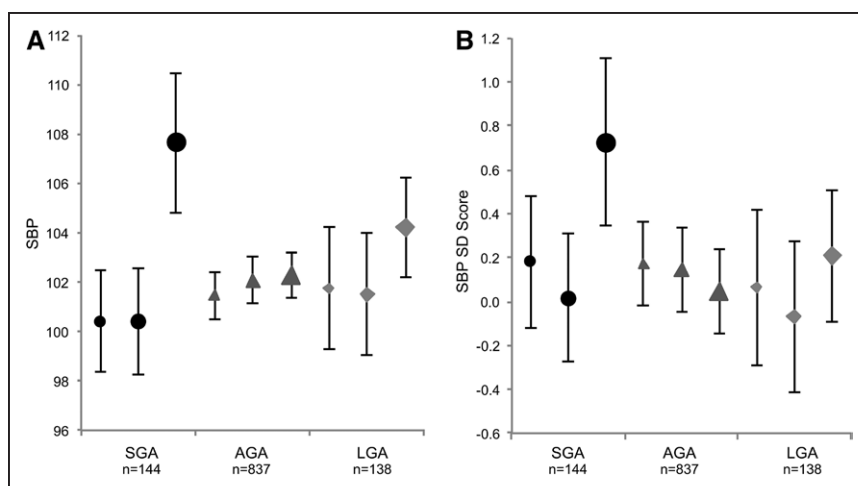 A
112
110
108
106
104
102
100
98
96
SBP
SGA
n=144
AGA
n=837
LGA
n=138
B
1.2
1.0
0.8
0.6
0.4
0.2
0.0
-0.2
-0.4
-0.6
SBP SD Score
SGA
n=144
AGA
n=837
LGA
n=138